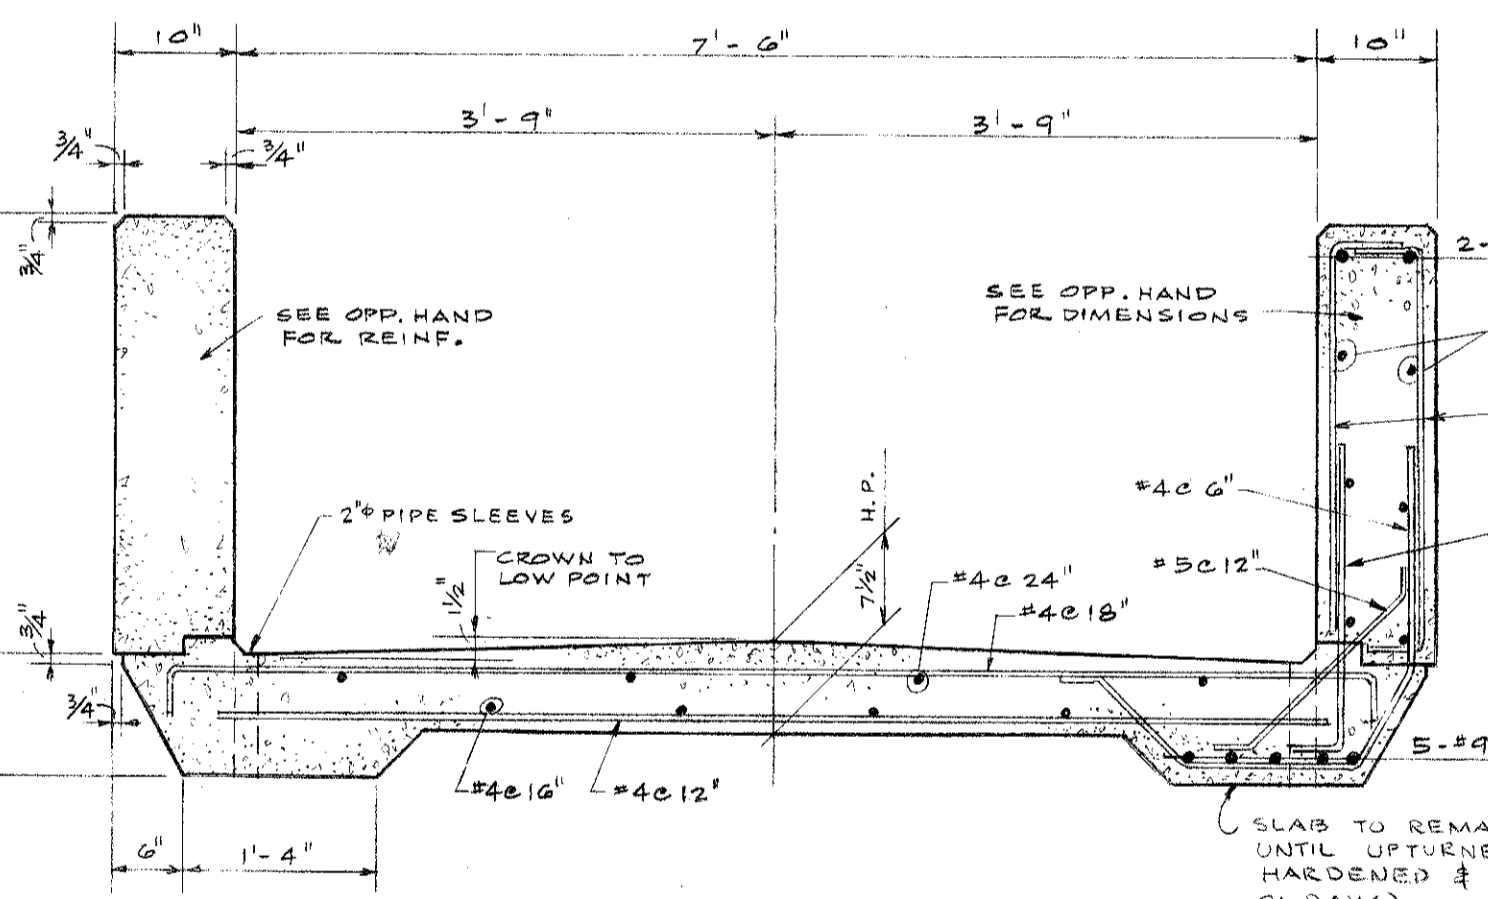 10"
7'-6"
10"
3'-9"
3'-9"
3/4"
3/4"
3/4"
2-
SEE OPP. HAND
FOR REINF.
SEE OPP. HAND
FOR DIMENSIONS
#4@6"
H.P.
2"⌀ PIPE SLEEVES
CROWN TO
LOW POINT
1 1/2"
7 1/2"
#4@24"
#5@12"
#4@18"
3/4"
3/4"
5-#9
#4@16"
#4@12"
SLAB TO REMA
UNTIL UPTURNE
HARDENED &
6"
1'-4"